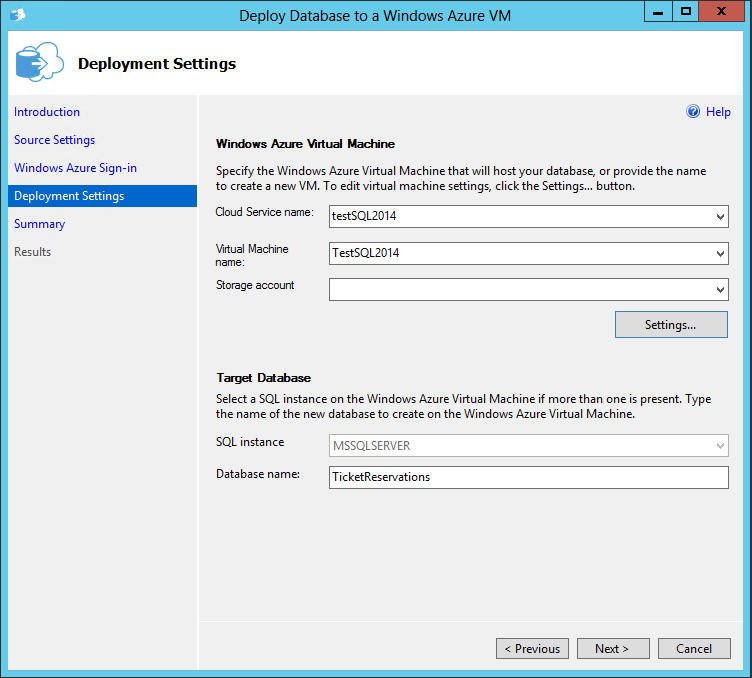 Deploy Database to a Windows Azure VM
Deployment Settings
Introduction
Source Settings
Windows Azure Sign-in
Deployment Settings
Summary
Results
Help
Windows Azure Virtual Machine
Specify the Windows Azure Virtual Machine that will host your database, or provide the name
to create a new VM. To edit virtual machine settings, click the Settings... button.
Cloud Service name:
testSQL2014
Virtual Machine
name:
TestSQL2014
Storage account
Settings...
Target Database
Select a SQL instance on the Windows Azure Virtual Machine if more than one is present. Type
the name of the new database to create on the Windows Azure Virtual Machine.
SQL instance
MSSQLSERVER
Database name:
TicketReservations
< Previous
Next >
Cancel